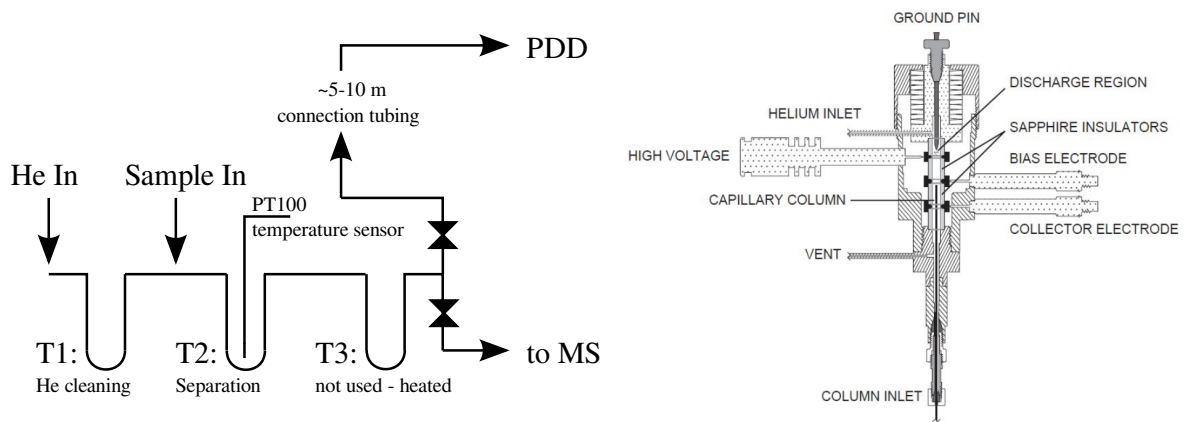 PDD
~5-10 m
connection tubing
He In
Sample In
PT100
temperature sensor
T1:
He cleaning
T2:
Separation
T3:
not used - heated
to MS
GROUND PIN
DISCHARGE REGION
HELIUM INLET
SAPPHIRE INSULATORS
HIGH VOLTAGE
BIAS ELECTRODE
CAPILLARY COLUMN
COLLECTOR ELECTRODE
VENT
COLUMN INLET